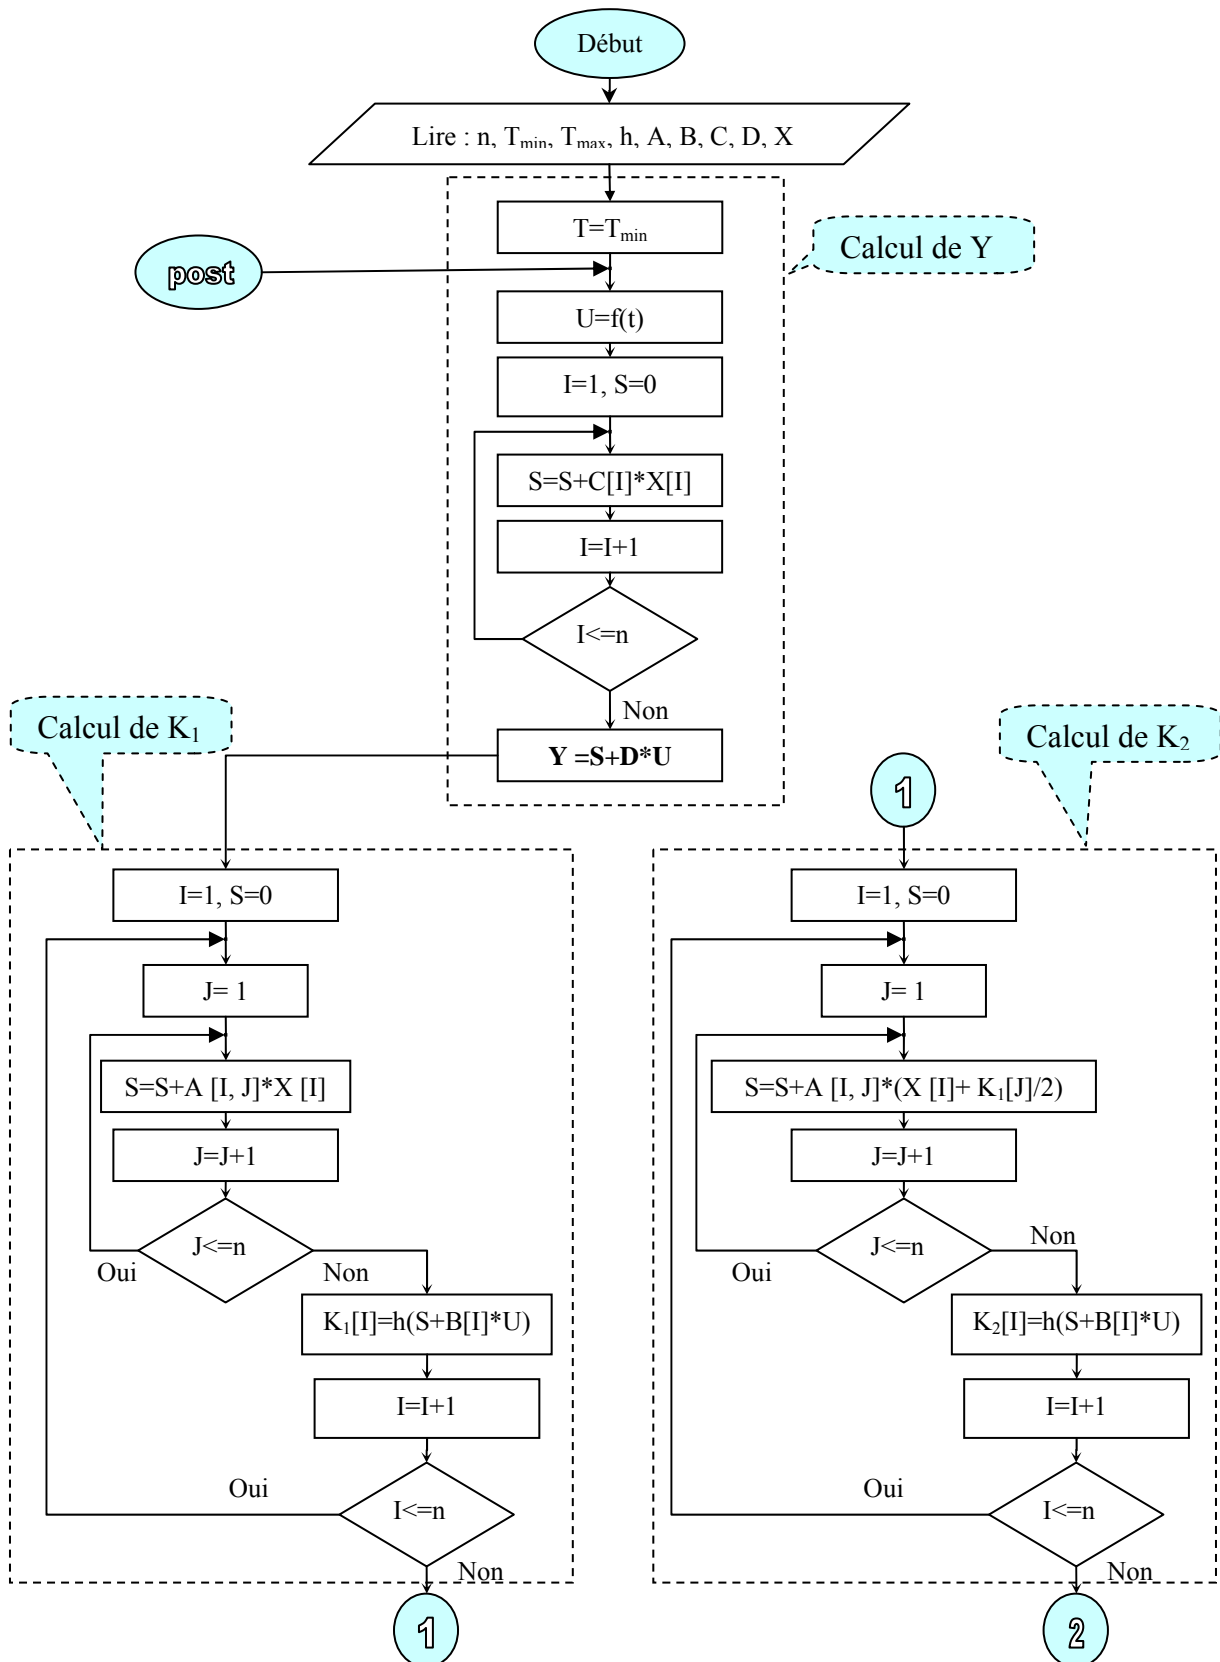 Début
Lire : n, Tmin, Tmax, h, A, B, C, D, X
T=Tmin
Calcul de Y
post
U=f(t)
I=1, S=0
S=S+C[I]*X[I]
I=I+1
I<=n
Non
Y =S+D*U
Calcul de K1
I=1, S=0
J= 1
S=S+A [I, J]*X [I]
J=J+1
J<=n
Oui
Non
K1[I]=h(S+B[I]*U)
I=I+1
Oui
I<=n
Non
1
Calcul de K2
1
I=1, S=0
J= 1
S=S+A [I, J]*(X [I]+ K1[J]/2)
J=J+1
J<=n
Non
Oui
K2[I]=h(S+B[I]*U)
I=I+1
Oui
I<=n
Non
2